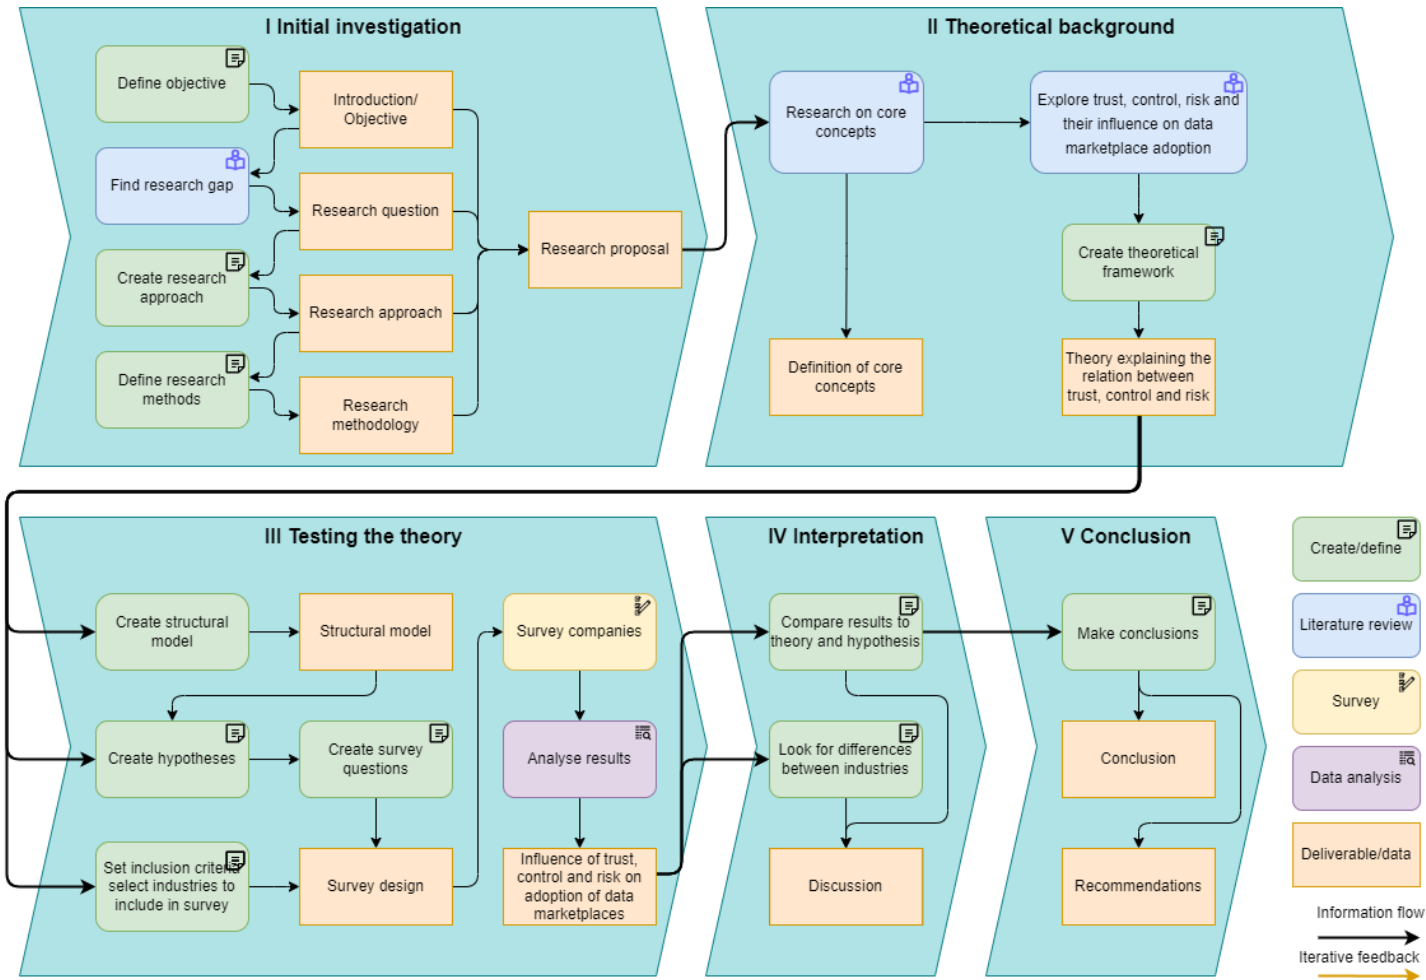 I Initial investigation
Define objective
Introduction/
Objective
Find research gap
Research question
Create research
approach
Research approach
Define research
methods
Research
methodology
Research proposal
II Theoretical background
Research on core
concepts
Explore trust, control, risk and
their influence on data
marketplace adoption
Create theoretical
framework
Definition of core
concepts
Theory explaining the
relation between
trust, control and risk
III Testing the theory
Create structural
model
Structural model
Survey companies
Create hypotheses
Create survey
questions
Analyse results
Set inclusion criteria
select industries to
include in survey
Survey design
Influence of trust,
control and risk on
adoption of data
marketplaces
IV Interpretation
Compare results to
theory and hypothesis
Look for differences
between industries
Discussion
V Conclusion
Make conclusions
Conclusion
Recommendations
Create/define
Literature review
Survey
Data analysis
Deliverable/data
Information flow
Iterative feedback